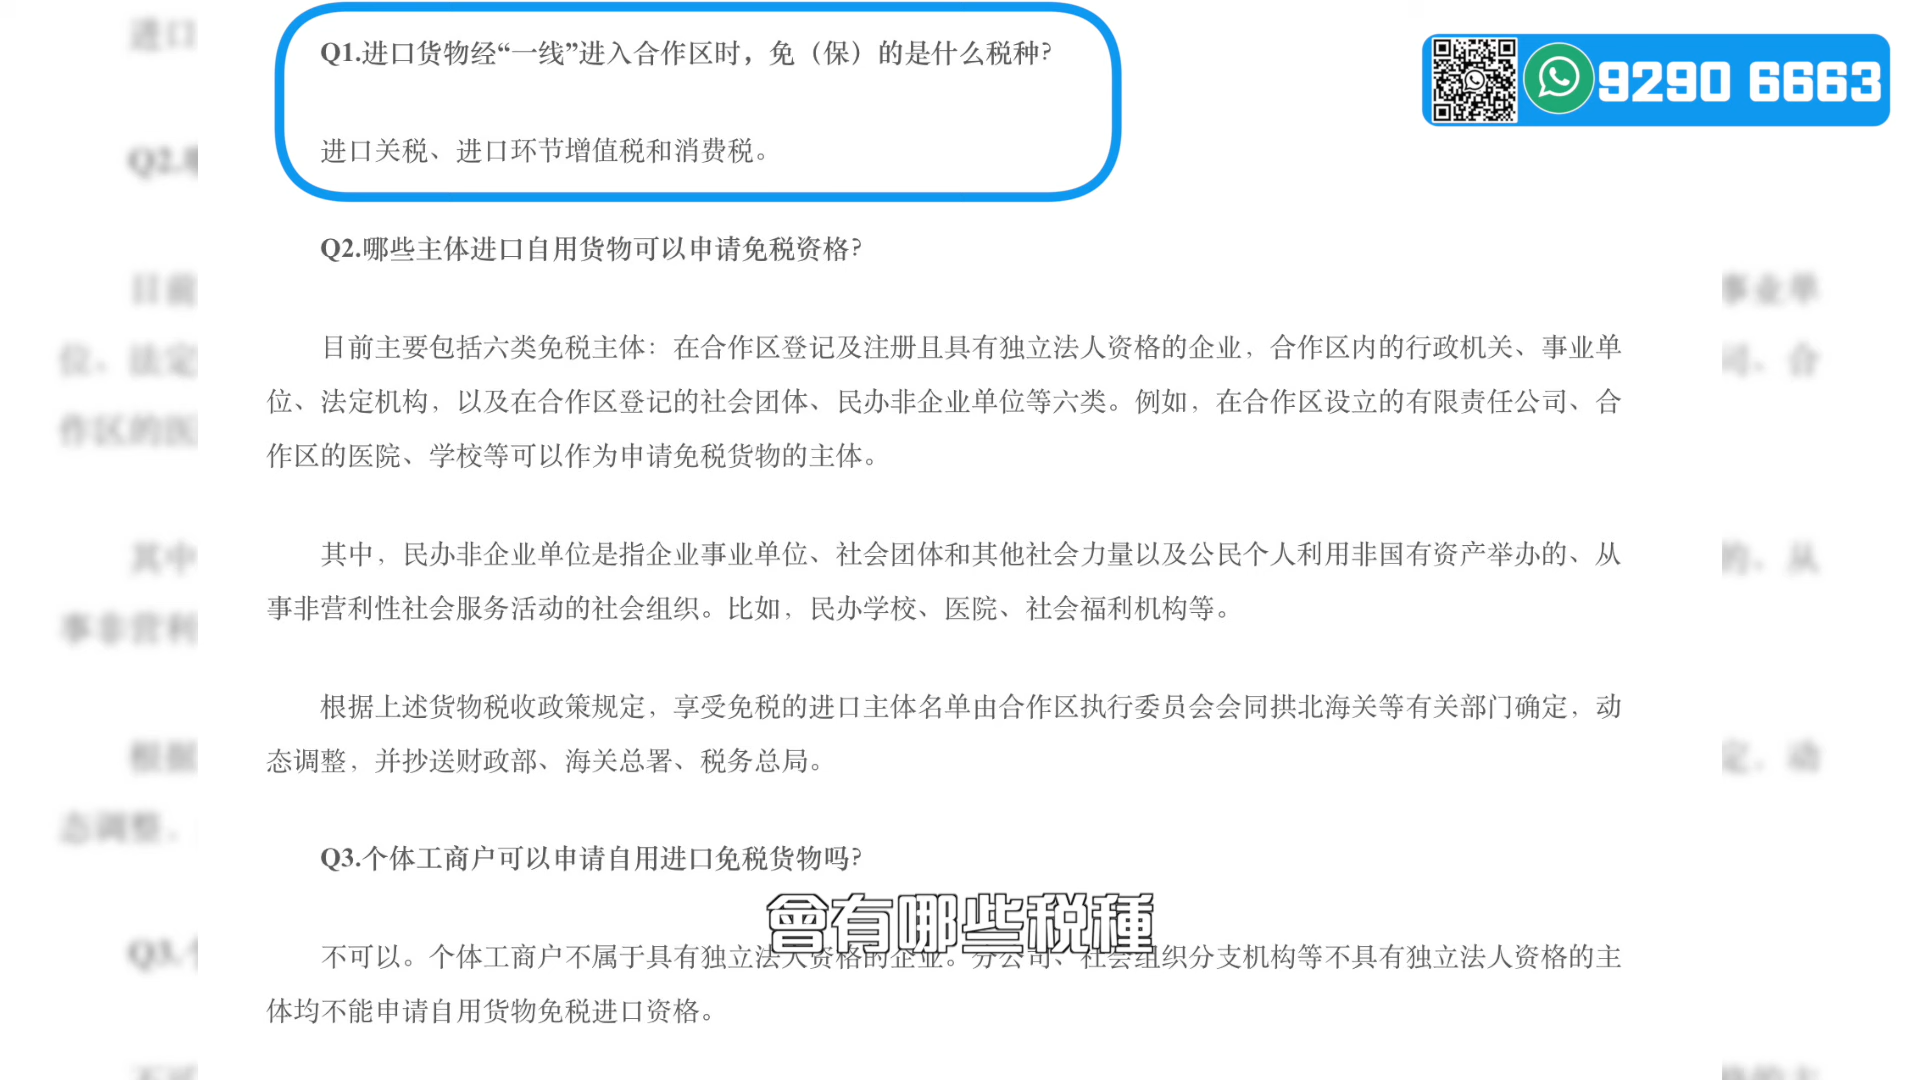 Q1.进口货物经“一线”进入合作区时，免（保）的是什么税种?
9290 6663
进口关税、进口环节增值税和消费税。
Q2.哪些主体进口自用货物可以申请免税资格?
目前主要包括六类免税主体：在合作区登记及注册且具有独立法人资格的企业，合作区内的行政机关、事业单
位、法定机构，以及在合作区登记的社会团体、民办非企业单位等六类。例如，在合作区设立的有限责任公司、合
作区的医院、学校等可以作为申请免税货物的主体。
其中，民办非企业单位是指企业事业单位、社会团体和其他社会力量以及公民个人利用非国有资产举办的、从
事非营利性社会服务活动的社会组织。比如，民办学校、医院、社会福利机构等。
根据上述货物税收政策规定，享受免税的进口主体名单由合作区执行委员会会同拱北海关等有关部门确定，动
态调整，并抄送财政部、海关总署、税务总局。
Q3.个体工商户可以申请自用进口免税货物吗?
曾有哪些税種
不可以。个体工商户不属于具有独立法人资格的企业。分公司、社会组织分支机构等不具有独立法人资格的主
体均不能申请自用货物免税进口资格。